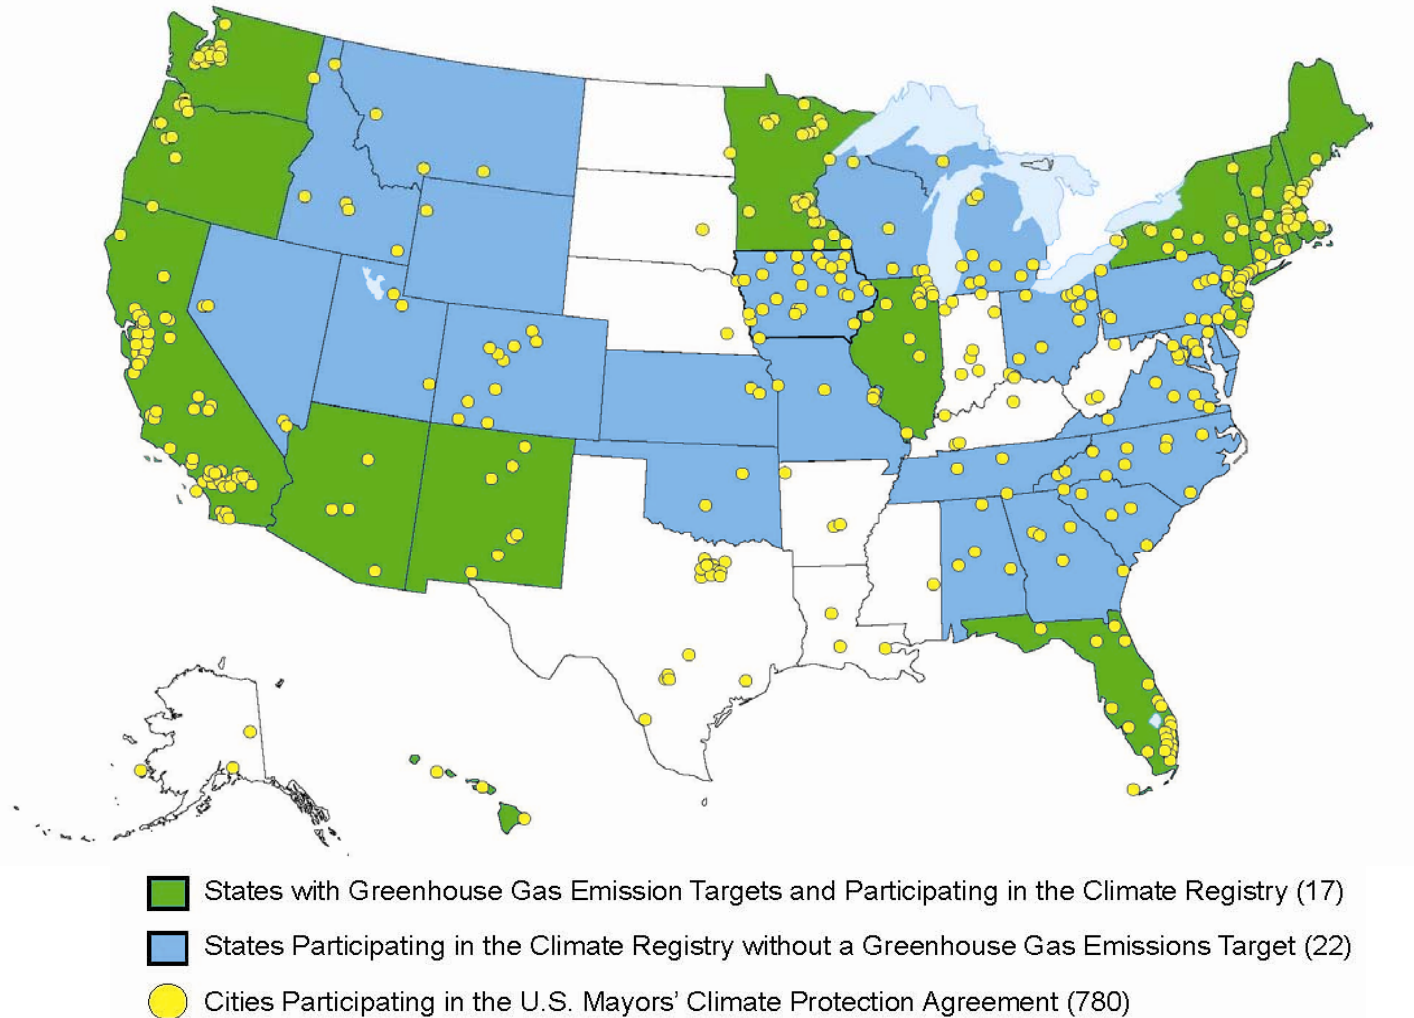 States with Greenhouse Gas Emission Targets and Participating in the Climate Registry (17)
States Participating in the Climate Registry without a Greenhouse Gas Emissions Target (22)
Cities Participating in the U.S. Mayors' Climate Protection Agreement (780)